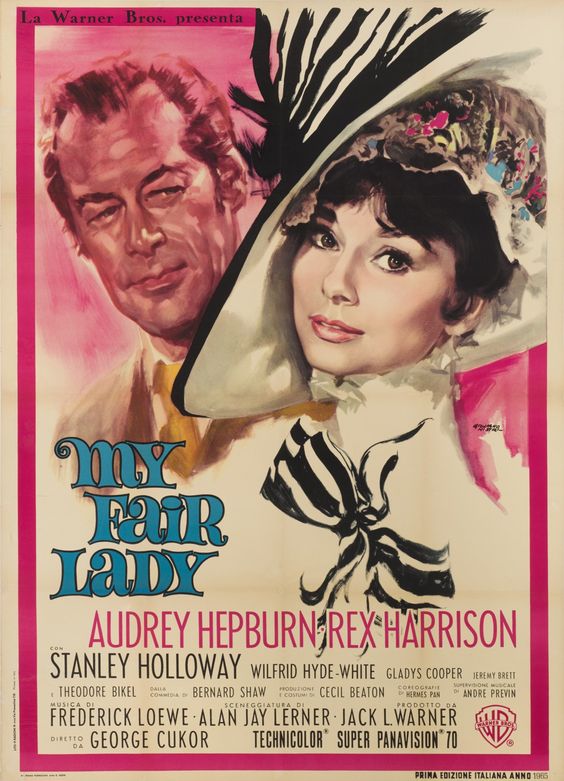 La Warner Bros. presenta
MY
FAIR
LADY
AUDREY HEPBURN · REX HARRISON
CON
STANLEY HOLLOWAY WILFRID HYDE-WHITE GLADYS COOPER JEREMY BRETT
E THEODORE BIKEL DALLA COMMEDIA DI BERNARD SHAW PRODUZIONE E COSTUMI DI CECIL BEATON COREOGRAFIE DI HERMES PAN SUPERVISIONE MUSICALE DI ANDRE PREVIN
MUSICA DI SCENEGGIATURA DI PRODOTTO DA
FREDERICK LOEWE · ALAN JAY LERNER · JACK L. WARNER
DIRETTO DA GEORGE CUKOR TECHNICOLOR® SUPER PANAVISION® 70
WB
WARNER BROS.
PRIMA EDIZIONE ITALIANA ANNO 1965